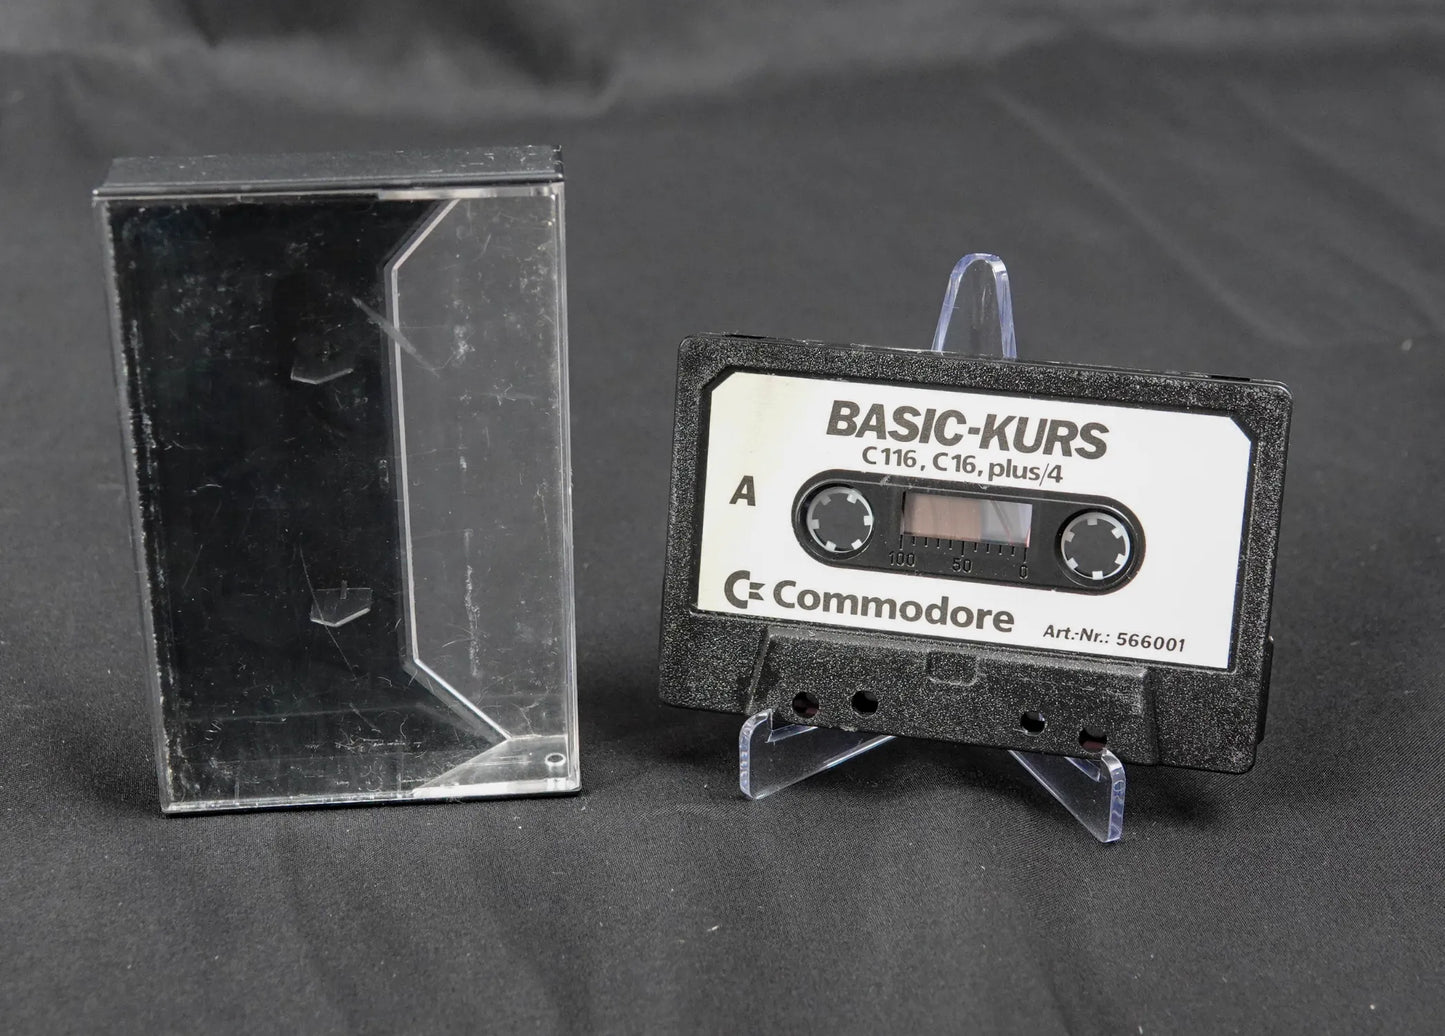 BASIC-KURS
C116, C16, plus/4
A
100 50 0
Commodore
Art.-Nr.: 566001